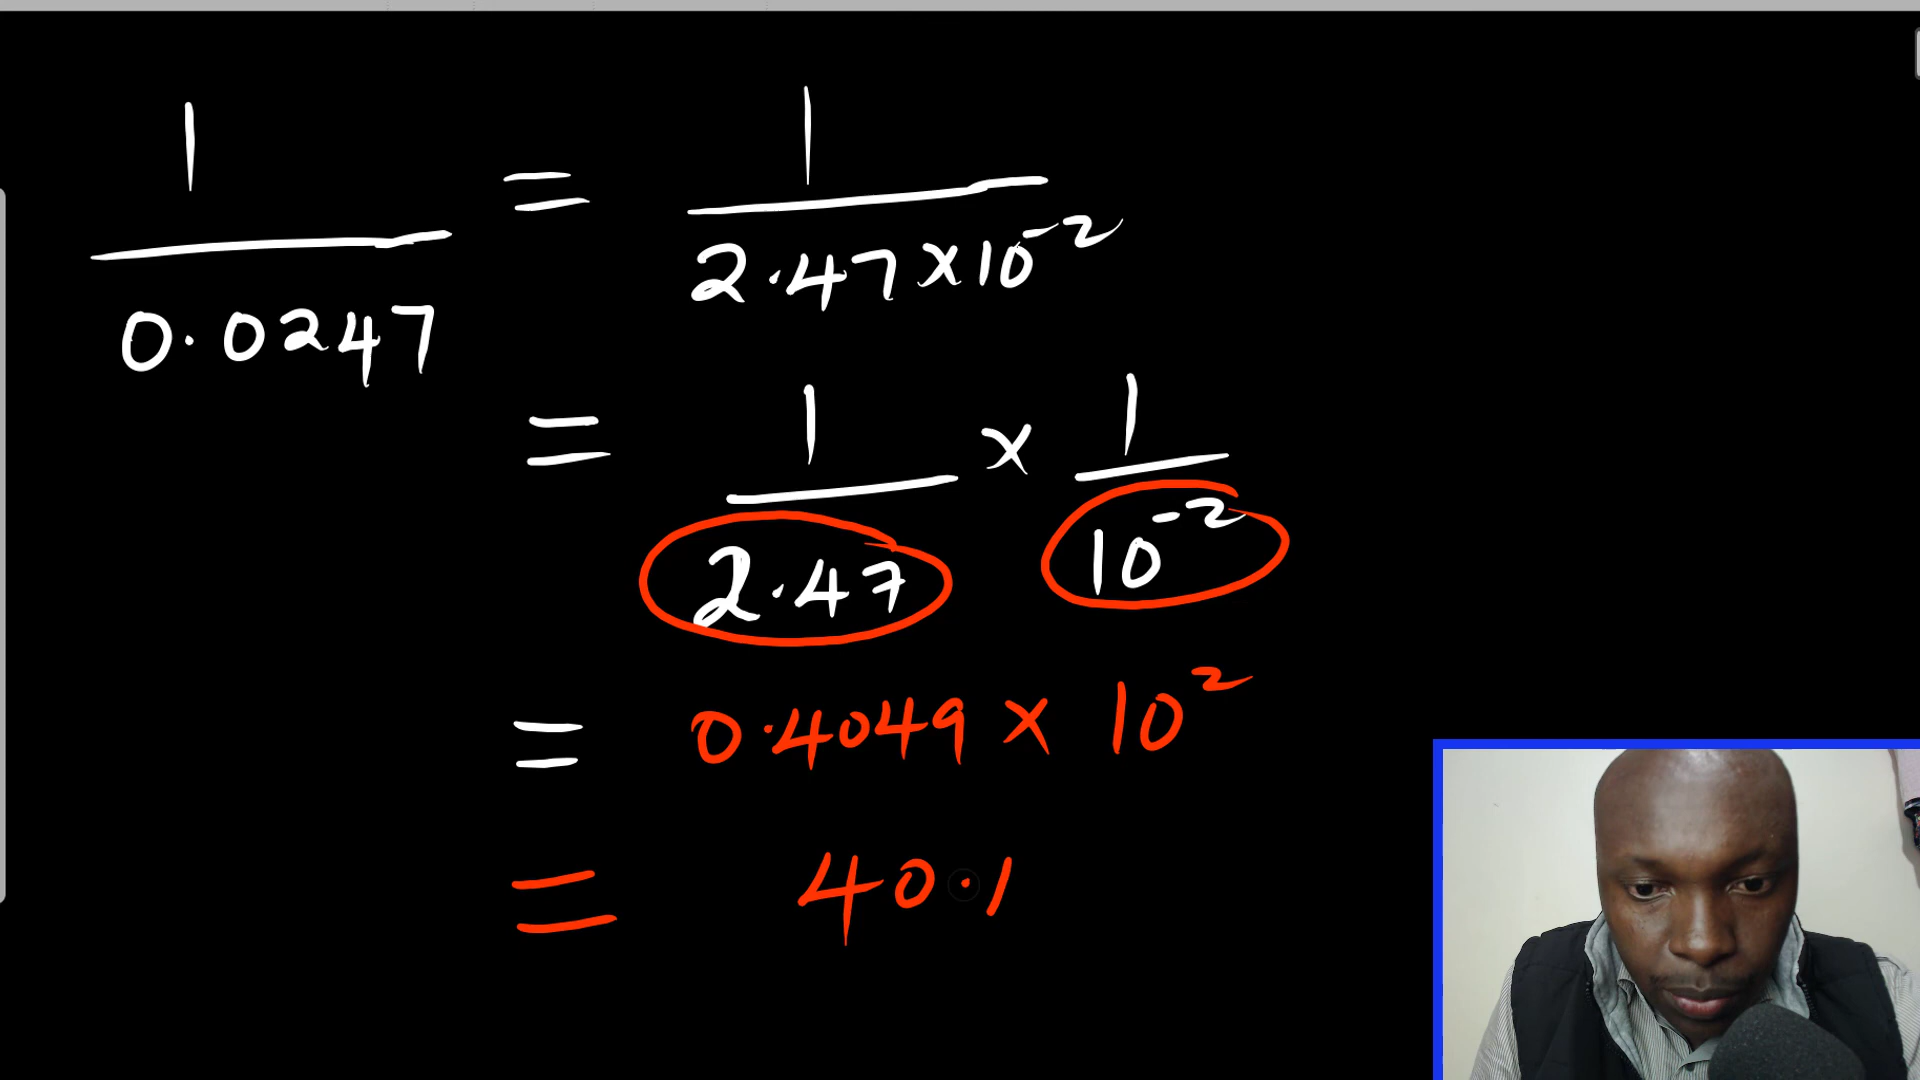 1/0.0247 = 1/(2.47 x 10⁻²)
= 1/2.47 x 1/10⁻²
= 0.4049 x 10²
= 40.1